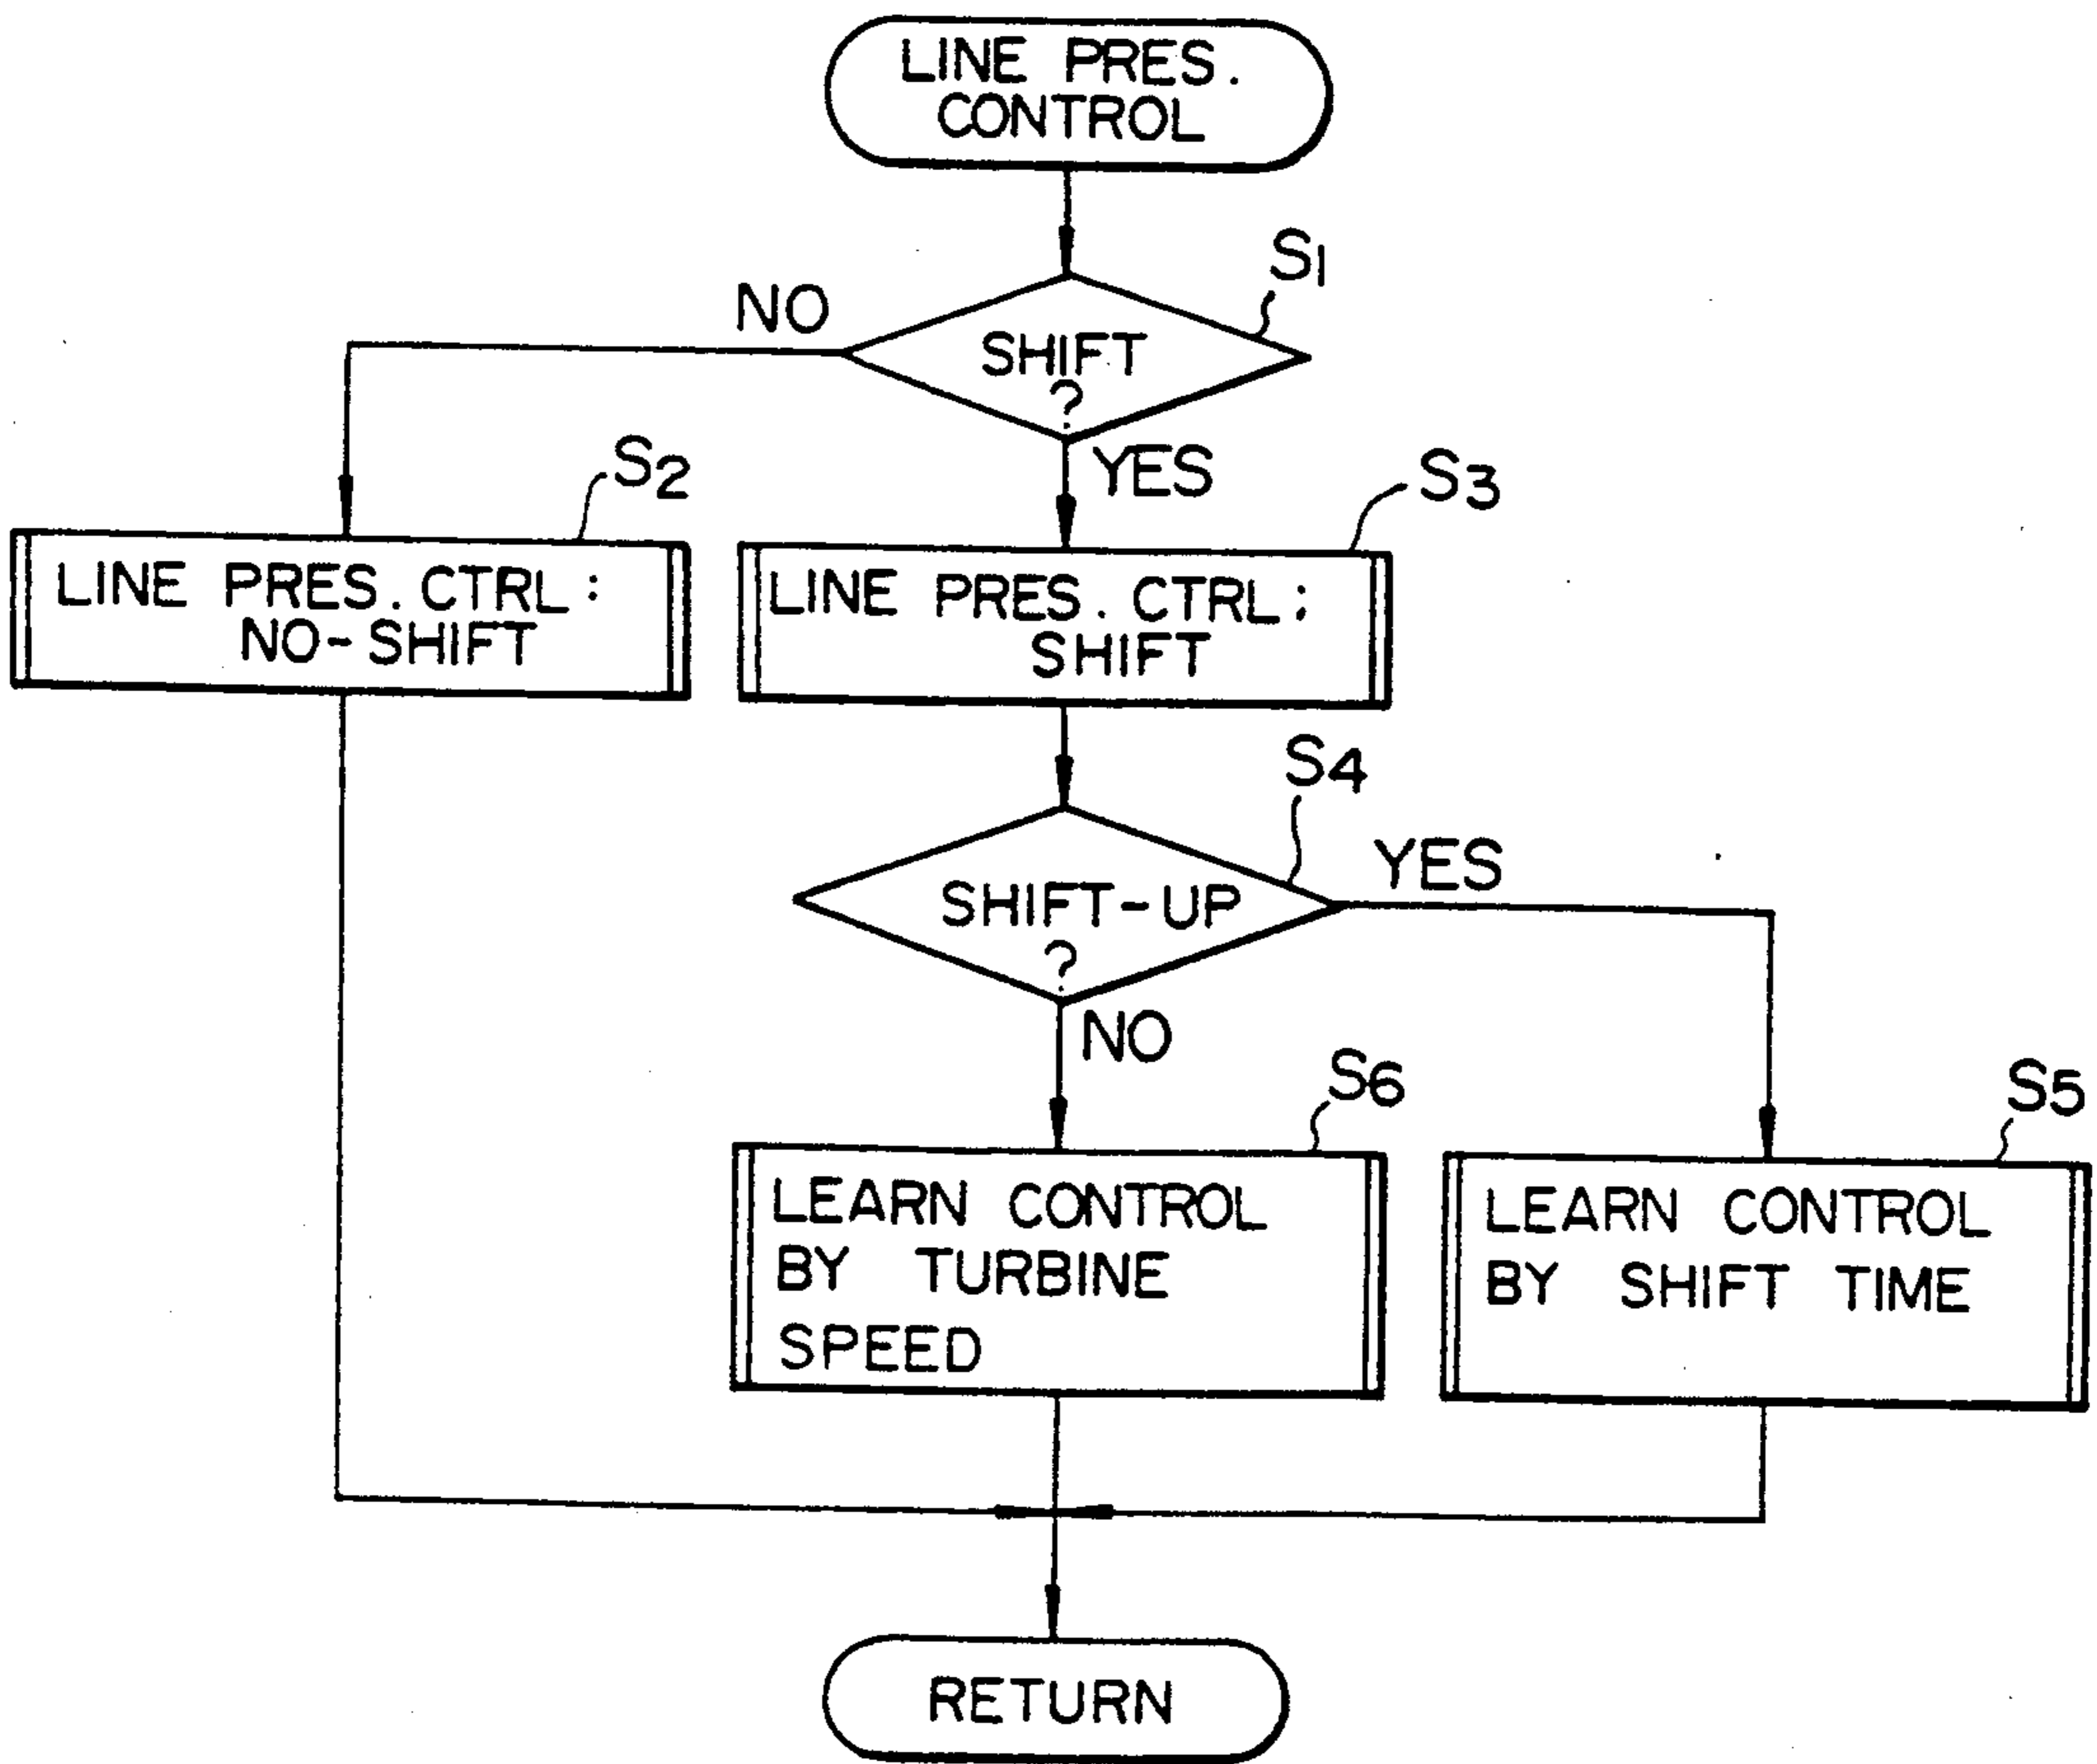 LINE PRES.
CONTROL
S1
NO
SHIFT
?
YES
S2
S3
LINE PRES. CTRL:
NO-SHIFT
LINE PRES. CTRL:
SHIFT
S4
YES
SHIFT-UP
?
NO
S6
S5
LEARN CONTROL
BY TURBINE
SPEED
LEARN CONTROL
BY SHIFT TIME
RETURN